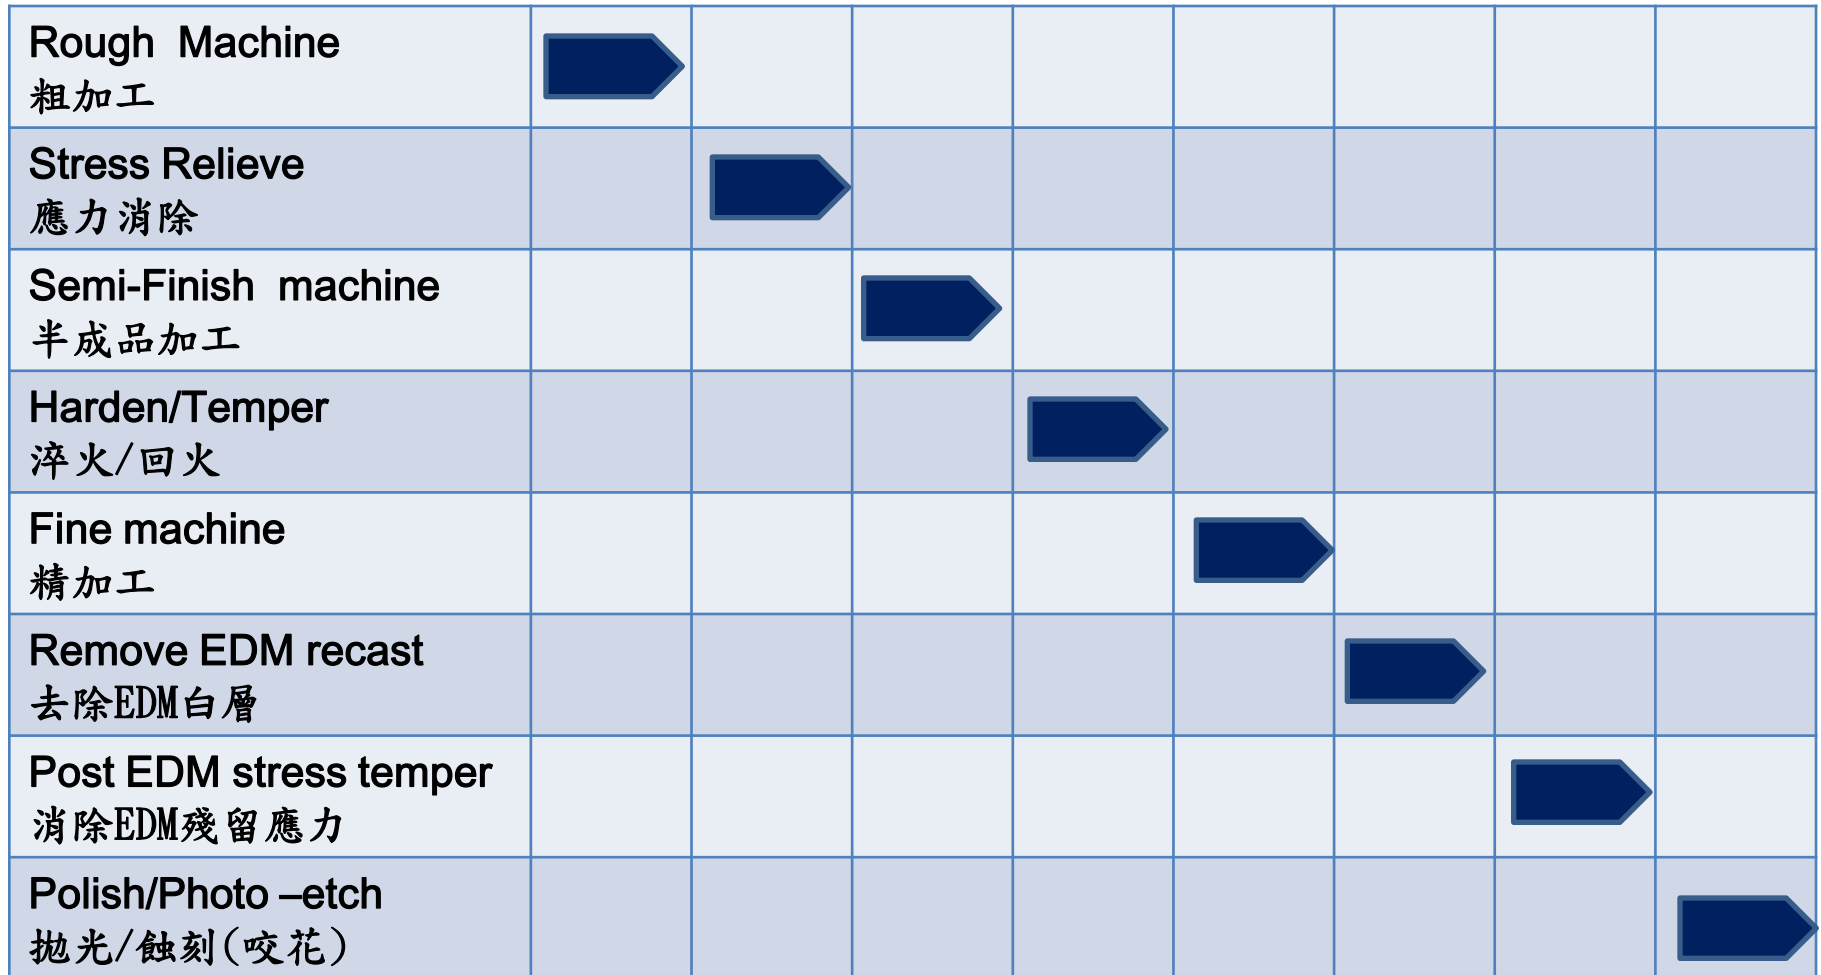 Rough  Machine
粗加工
Stress Relieve
應力消除
Semi-Finish  machine
半成品加工
Harden/Temper
淬火/回火
Fine machine
精加工
Remove EDM recast
去除EDM白層
Post EDM stress temper
消除EDM殘留應力
Polish/Photo –etch
拋光/蝕刻(咬花)